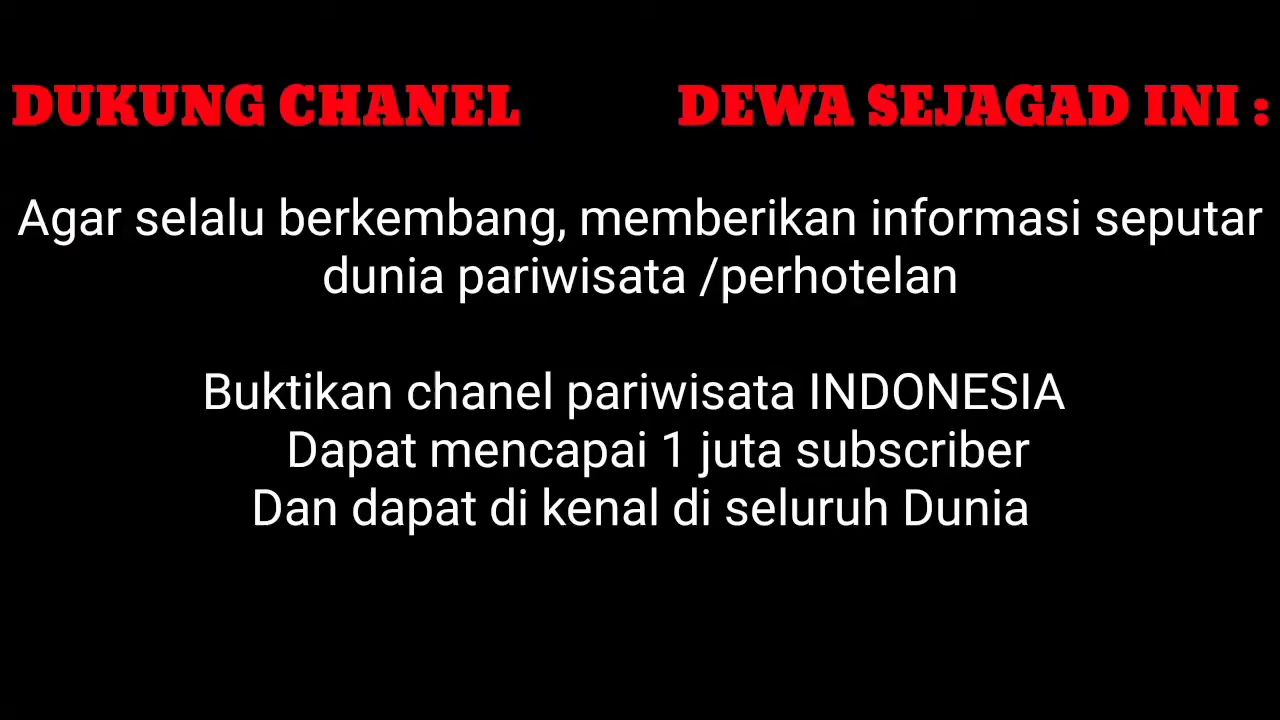 DUKUNG CHANEL DEWA SEJAGAD INI :
Agar selalu berkembang, memberikan informasi seputar
dunia pariwisata /perhotelan
Buktikan chanel pariwisata INDONESIA
Dapat mencapai 1 juta subscriber
Dan dapat di kenal di seluruh Dunia